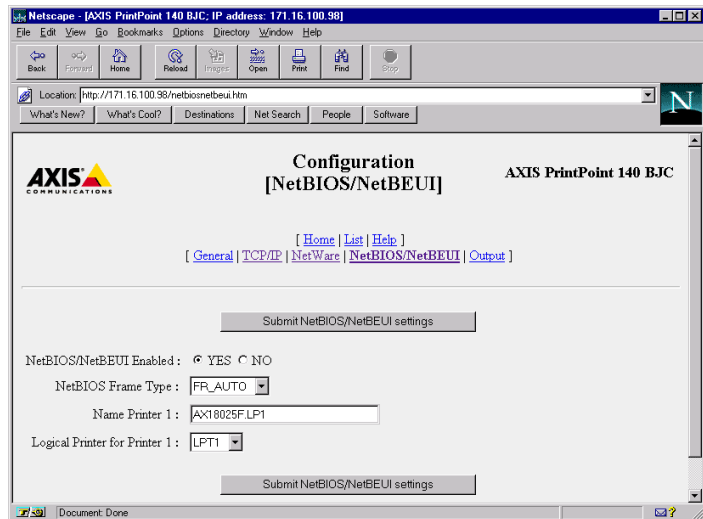 Netscape - [AXIS PrintPoint 140 BJC; IP address: 171.16.100.98]
File Edit View Go Bookmarks Options Directory Window Help
Back Forward Home Reload Images Open Print Find Stop
Location: http://171.16.100.98/netbiosnetbeui.htm
N
What's New? What's Cool? Destinations Net Search People Software
AXIS
COMMUNICATIONS
Configuration
[NetBIOS/NetBEUI]
AXIS PrintPoint 140 BJC
[ Home | List | Help ]
[ General | TCP/IP | NetWare | NetBIOS/NetBEUI | Output ]
Submit NetBIOS/NetBEUI settings
NetBIOS/NetBEUI Enabled : YES NO
NetBIOS Frame Type : FR_AUTO
Name Printer 1 : AX18025F.LP1
Logical Printer for Printer 1 : LPT1
Submit NetBIOS/NetBEUI settings
Document: Done